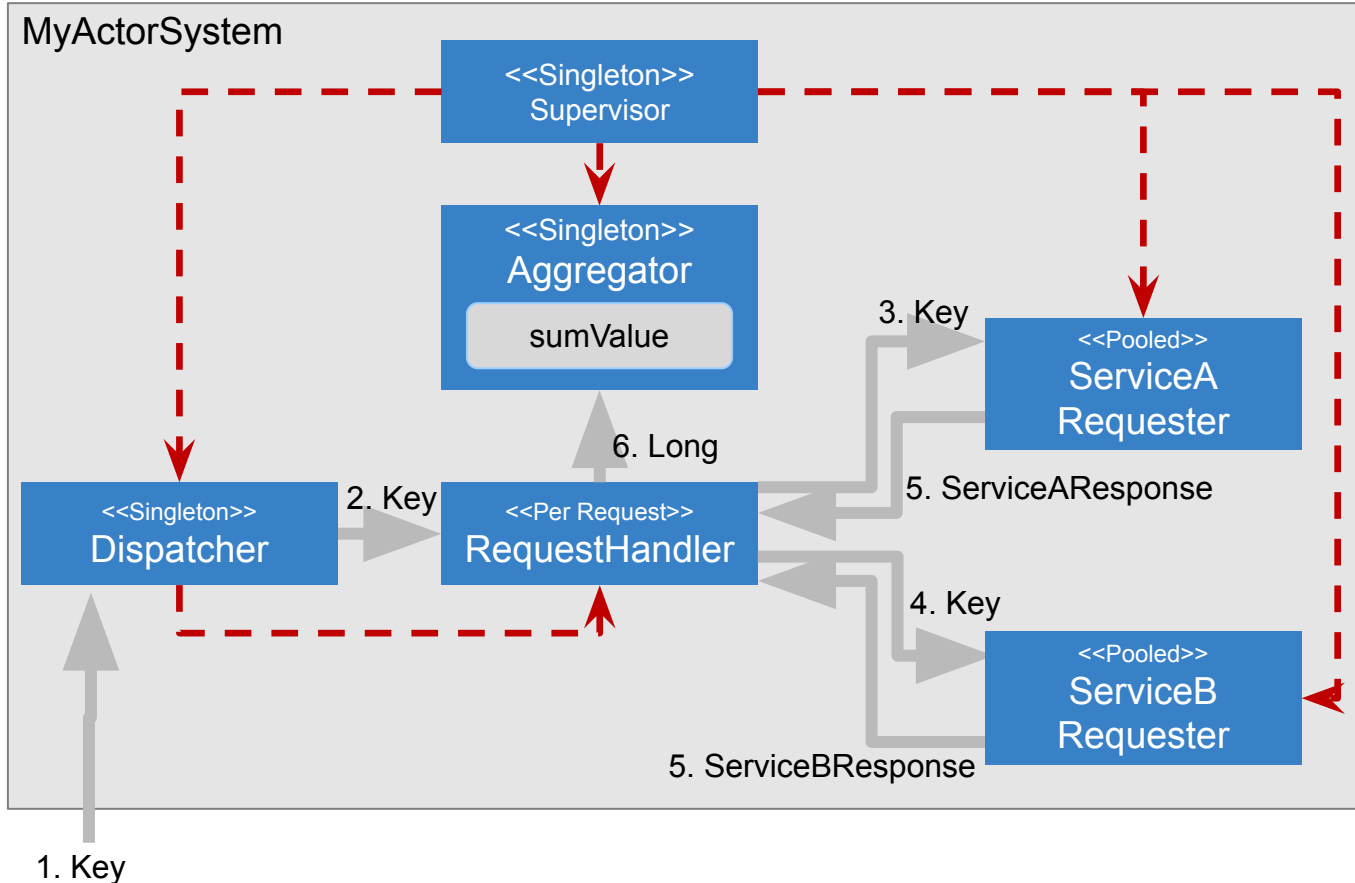 MyActorSystem
<<Singleton>>
Supervisor
<<Singleton>>
Aggregator
sumValue
3. Key
<<Pooled>>
ServiceA
Requester
6. Long
5. ServiceAResponse
2. Key
<<Singleton>>
Dispatcher
<<Per Request>>
RequestHandler
4. Key
<<Pooled>>
ServiceB
Requester
5. ServiceBResponse
1. Key